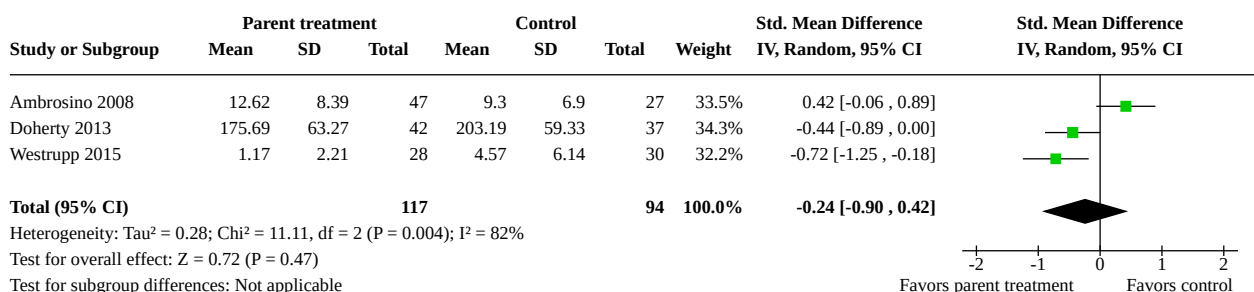 Parent treatment Control Std. Mean Difference Std. Mean Difference
Study or Subgroup Mean SD Total Mean SD Total Weight IV, Random, 95% CI IV, Random, 95% CI
Ambrosino 2008 12.62 8.39 47 9.3 6.9 27 33.5% 0.42 [-0.06 , 0.89]
Doherty 2013 175.69 63.27 42 203.19 59.33 37 34.3% -0.44 [-0.89 , 0.00]
Westrupp 2015 1.17 2.21 28 4.57 6.14 30 32.2% -0.72 [-1.25 , -0.18]
Total (95% CI) 117 94 100.0% -0.24 [-0.90 , 0.42]
Heterogeneity: Tau² = 0.28; Chi² = 11.11, df = 2 (P = 0.004); I² = 82%
Test for overall effect: Z = 0.72 (P = 0.47) -2 -1 0 1 2
Test for subgroup differences: Not applicable Favors parent treatment Favors control